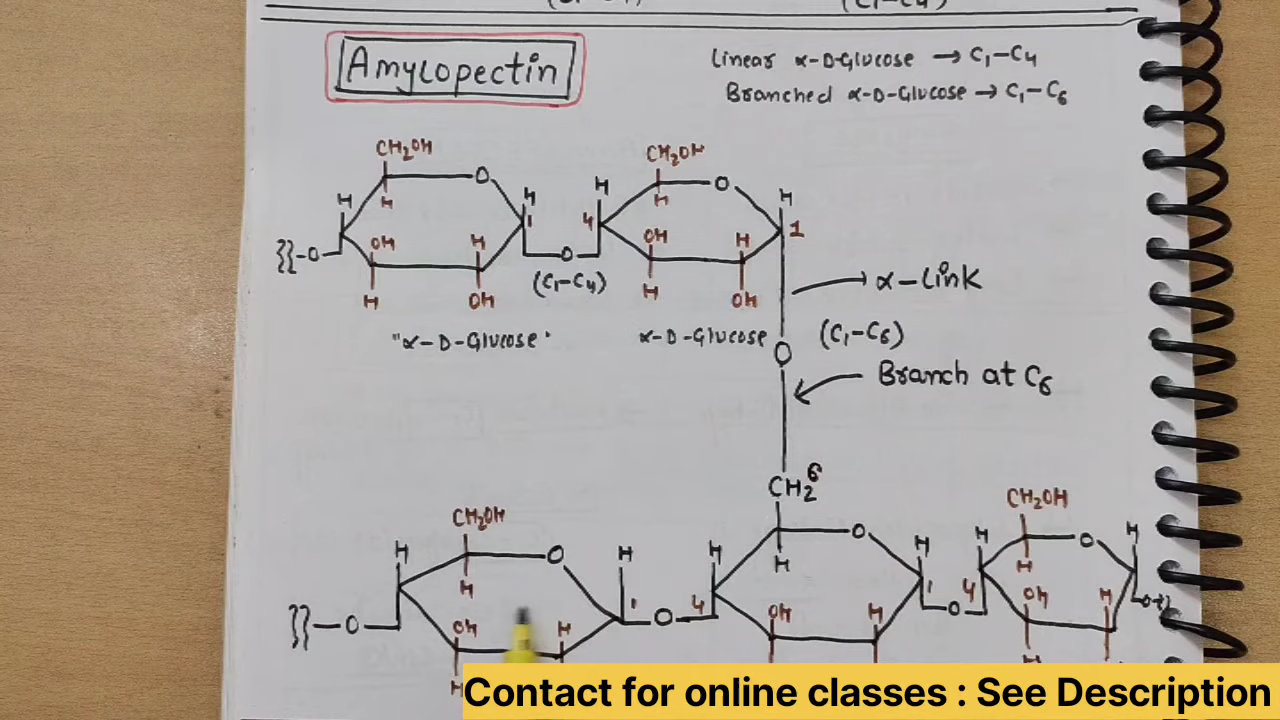 Amylopectin
Linear α-D-Glucose → C1-C4
Branched α-D-Glucose → C1-C6
CH2OH CH2OH
H O H H O H
H 1 4 H 1
OH H OH H
}}-O O
(C1-C4)
H OH H OH
α-Link
"α-D-Glucose" α-D-Glucose (C1-C6)
O
Branch at C6
CH2 6
CH2OH CH2OH
H O H H O H H O H
H H H
1 4 1 4
}}-O O O O
OH H OH H OH H
H H
Contact for online classes : See Description